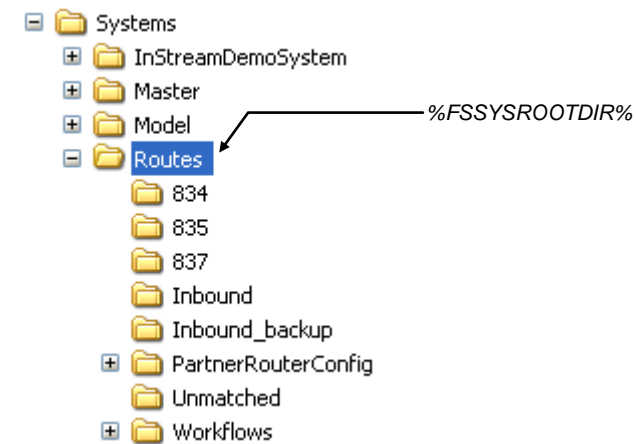 Systems
InStreamDemoSystem
Master
%FSSYSROOTDIR%
Model
Routes
834
835
837
Inbound
Inbound_backup
PartnerRouterConfig
Unmatched
Workflows